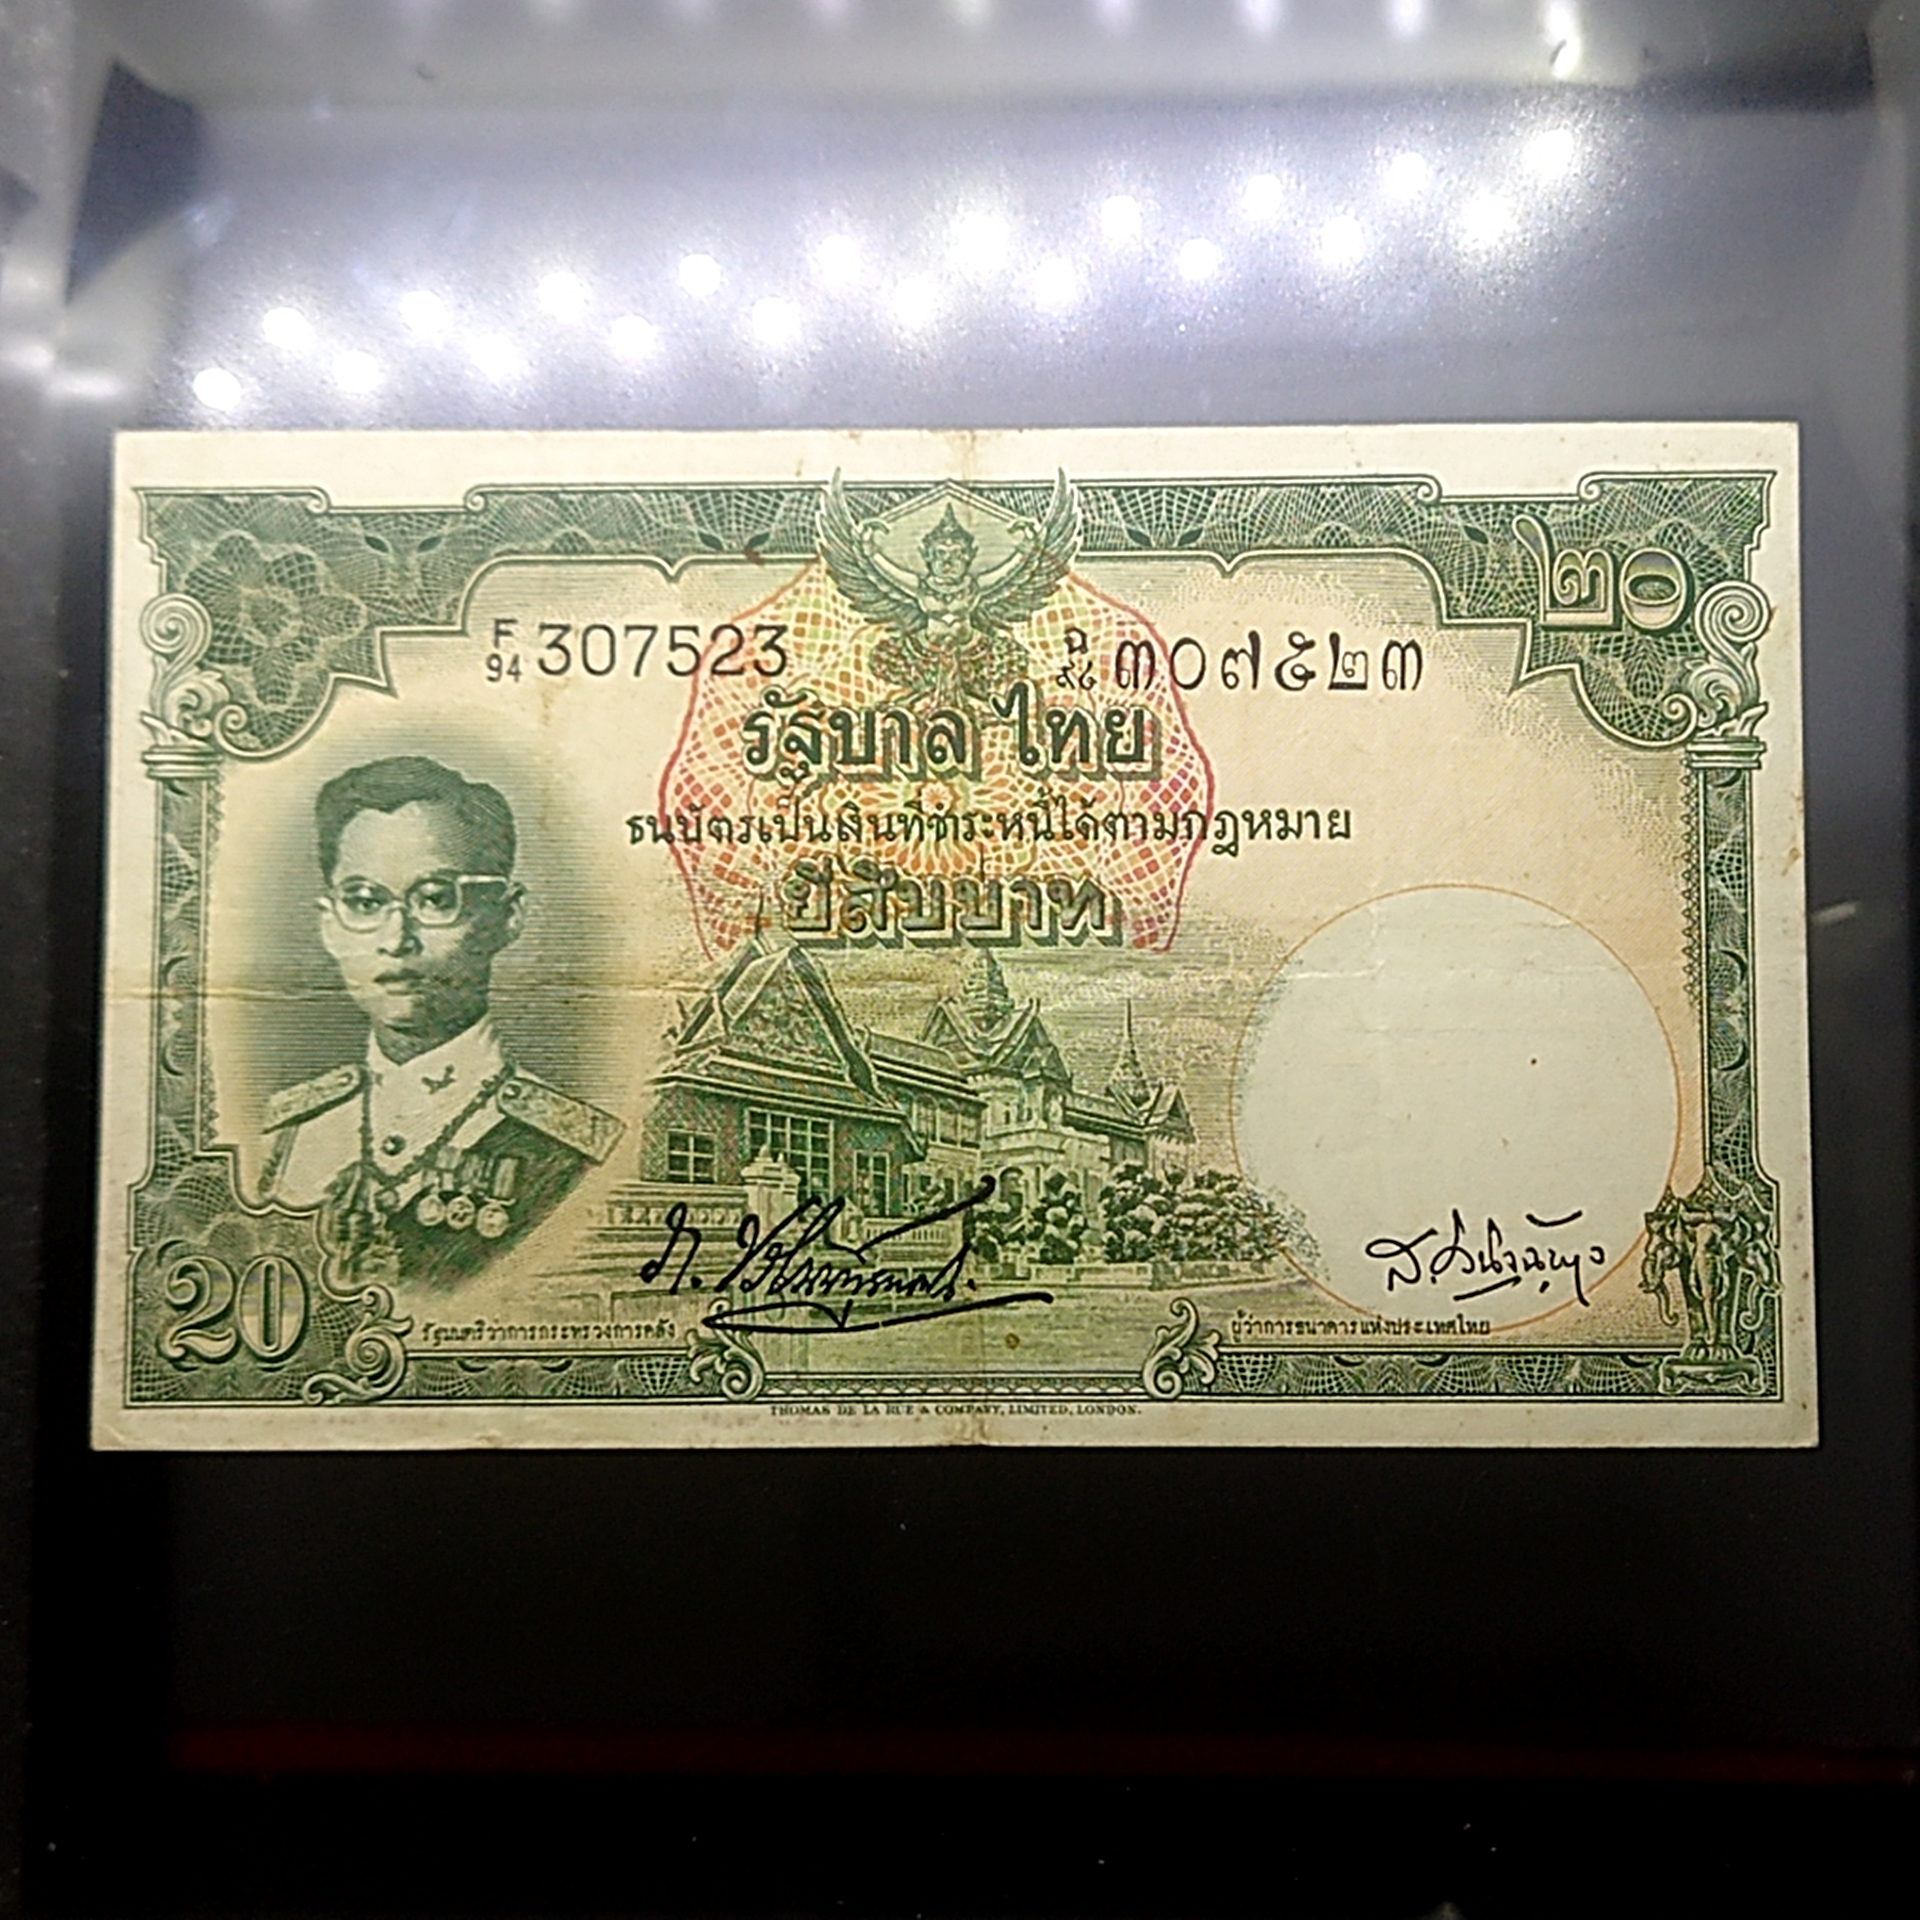 ๒๐
F/94 307523
ฉ/๙๔ ๓๐๗๕๒๓
รัฐบาลไทย
ธนบัตรเป็นเงินที่ชำระหนี้ได้ตามกฎหมาย
ยี่สิบบาท
20
รัฐมนตรีว่าการกระทรวงการคลัง
ผู้ว่าการธนาคารแห่งประเทศไทย
THOMAS DE LA RUE & COMPANY, LIMITED, LONDON.